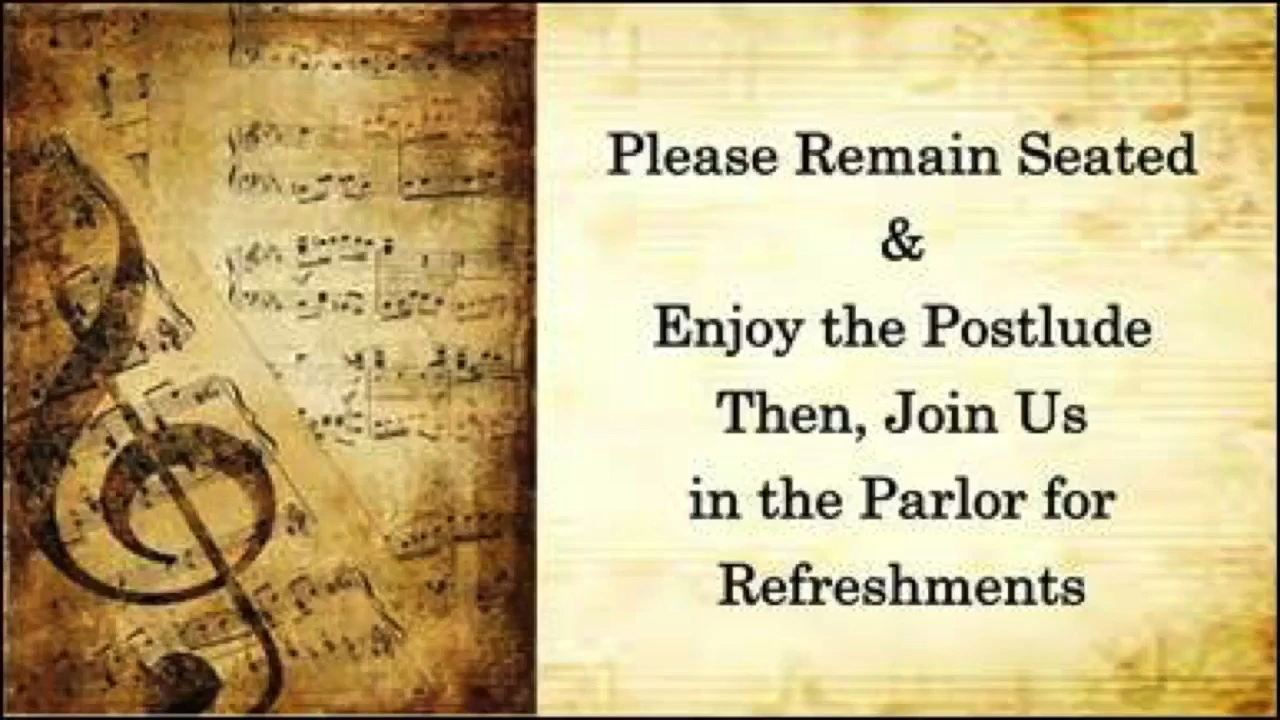 Please Remain Seated
&
Enjoy the Postlude
Then, Join Us
in the Parlor for
Refreshments